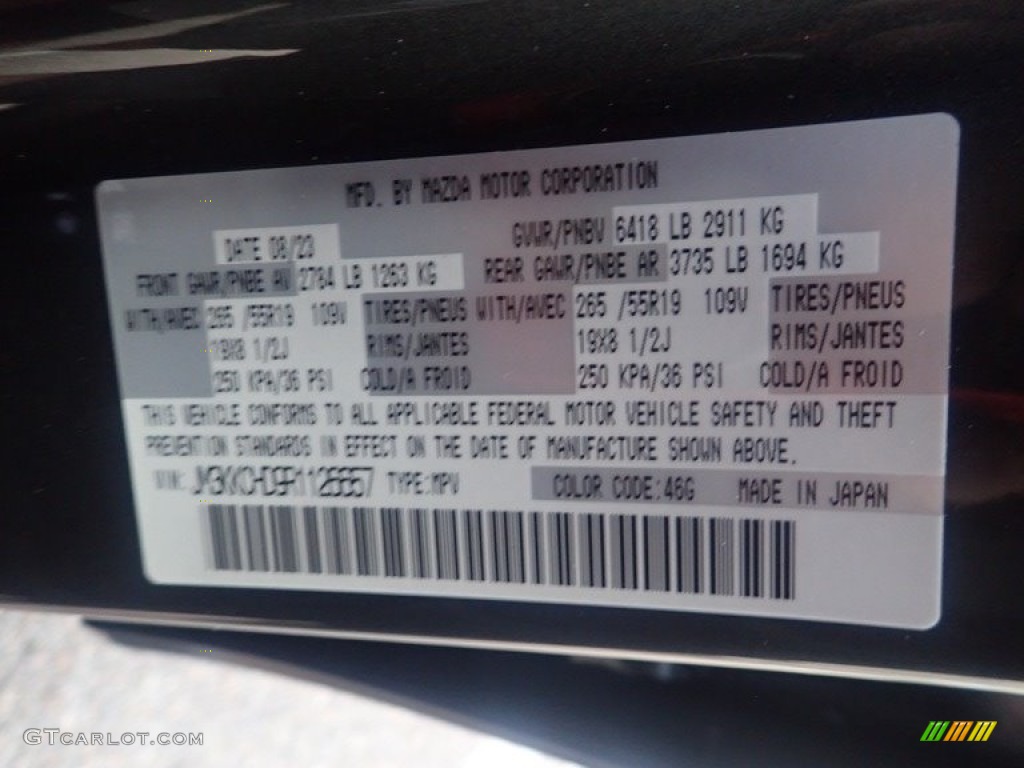 MFD. BY MAZDA MOTOR CORPORATION
DATE 08/23 GVWR/PNBV 6418 LB 2911 KG
FRONT GAWR/PNBE AV 2784 LB 1263 KG REAR GAWR/PNBE AR 3735 LB 1694 KG
WITH/AVEC 265 /55R19 109V TIRES/PNEUS WITH/AVEC 265 /55R19 109V TIRES/PNEUS
19X8 1/2J RIMS/JANTES 19X8 1/2J RIMS/JANTES
250 KPA/36 PSI COLD/A FROID 250 KPA/36 PSI COLD/A FROID
THIS VEHICLE CONFORMS TO ALL APPLICABLE FEDERAL MOTOR VEHICLE SAFETY AND THEFT
PREVENTION STANDARDS IN EFFECT ON THE DATE OF MANUFACTURE SHOWN ABOVE.
VIN: TYPE:MPV COLOR CODE:46G MADE IN JAPAN
GTCARLOT.COM